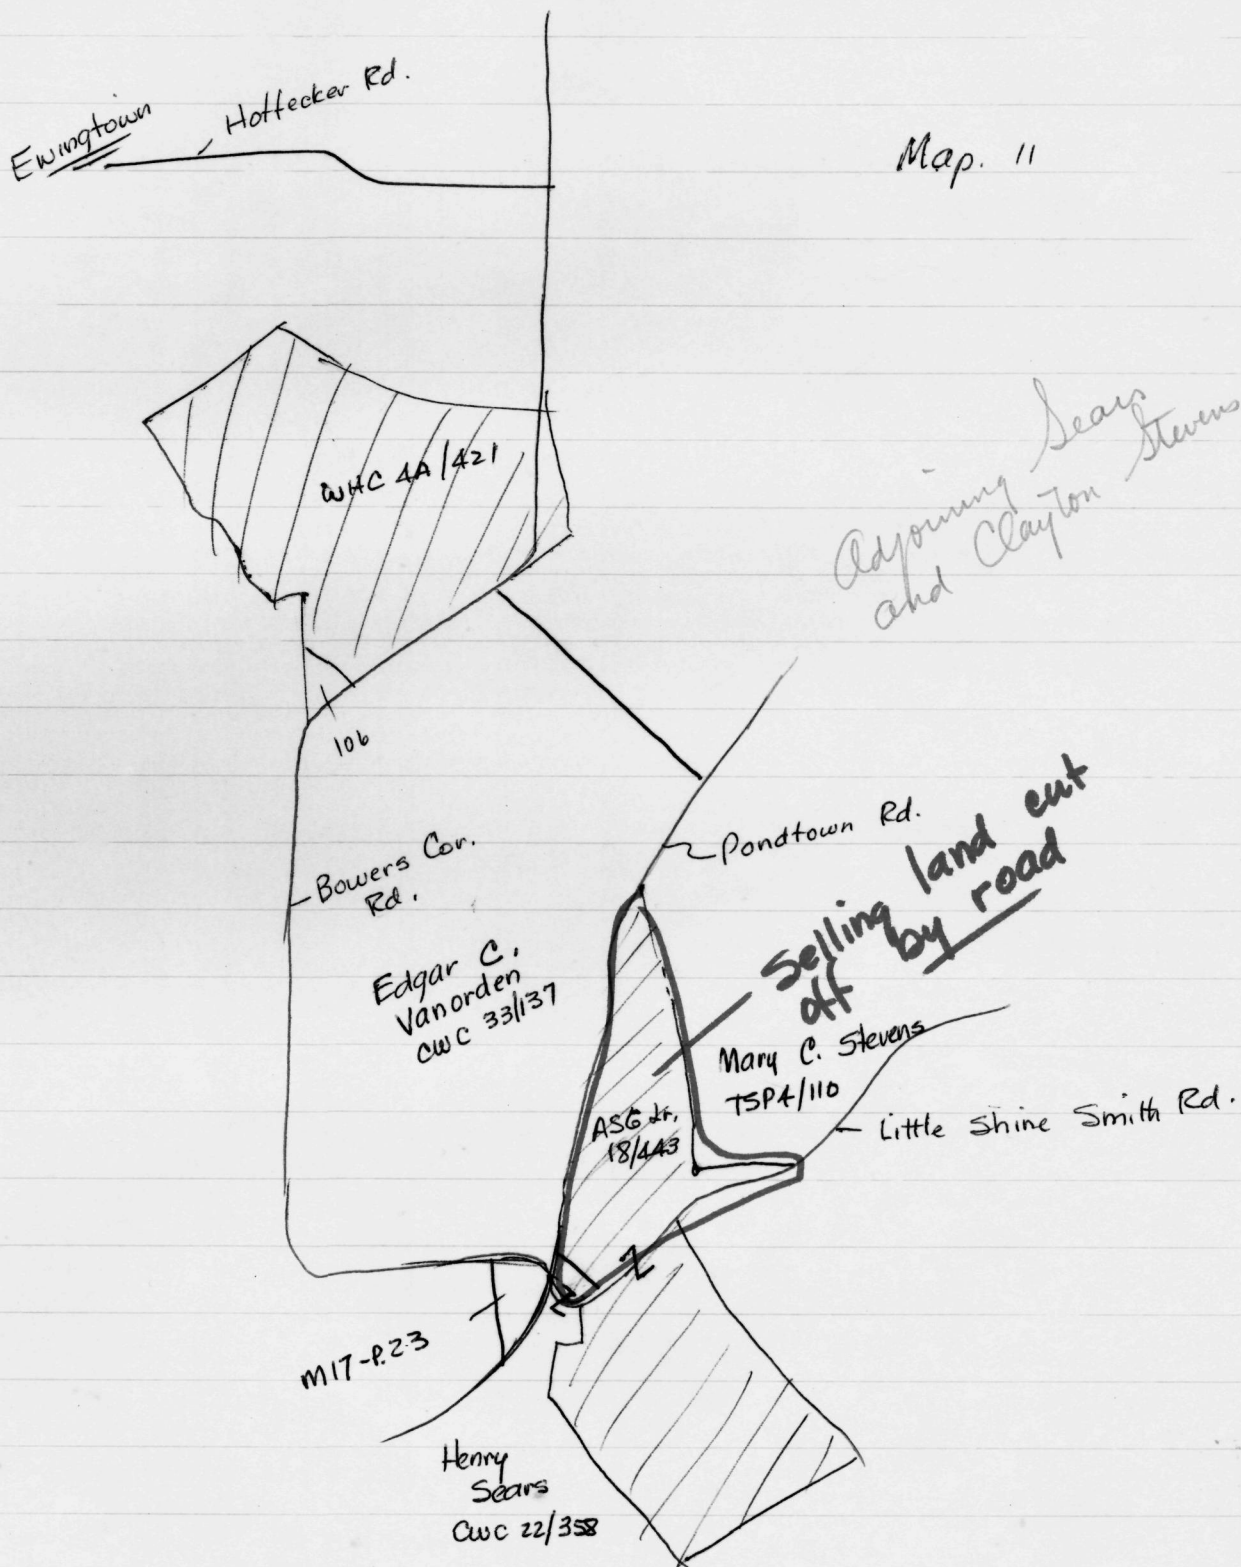 Ewingtown
Hoffecker Rd.
Map. 11
WHC 4A/421
Adjoining Sears
and Clayton Stevens
106
Pondtown Rd.
Bowers Cor.
Rd.
Selling land cut
off by road
Edgar C.
Vanorden
CWC 33/137
Mary C. Stevens
TSP4/110
ASG Jr.
18/443
Little Shine Smith Rd.
Z
M17-P.23
Henry
Sears
CWC 22/358